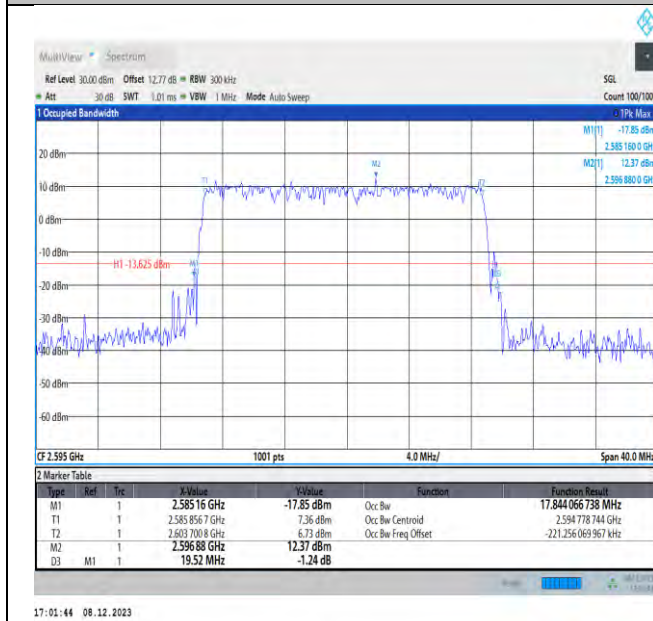 MultiView Spectrum
Ref Level 30.00 dBm Offset 12.77 dB RBW 300 kHz SGL
Att 30 dB SWT 1.01 ms VBW 1 MHz Mode Auto Sweep Count 100/100
1 Occupied Bandwidth 1Pk Max
M1[1] -17.85 dBm
2.585 160 0 GHz
M2[1] 12.37 dBm
2.596 880 0 GHz
20 dBm
M2
T1 T2
10 dBm
0 dBm
-10 dBm
H1 -13.625 dBm M1
-20 dBm
-30 dBm
-40 dBm
-50 dBm
-60 dBm
CF 2.595 GHz 1001 pts 4.0 MHz/ Span 40.0 MHz
2 Marker Table
Type Ref Trc X-Value Y-Value Function Function Result
M1 1 2.585 16 GHz -17.85 dBm Occ Bw 17.844 066 738 MHz
T1 1 2.585 856 7 GHz 7.36 dBm Occ Bw Centroid 2.594 778 744 GHz
T2 1 2.603 700 8 GHz 6.73 dBm Occ Bw Freq Offset -221.256 069 967 kHz
M2 1 2.596 88 GHz 12.37 dBm
D3 M1 1 19.52 MHz -1.24 dB
17:01:44 08.12.2023